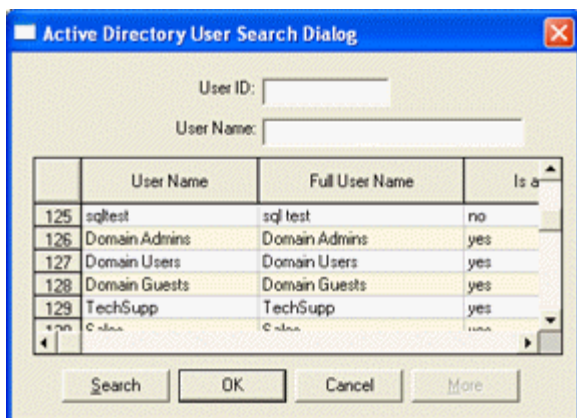 Active Directory User Search Dialog
User ID:
User Name:
User Name Full User Name Is a
125 sqltest sql test no
126 Domain Admins Domain Admins yes
127 Domain Users Domain Users yes
128 Domain Guests Domain Guests yes
129 TechSupp TechSupp yes
Search OK Cancel More